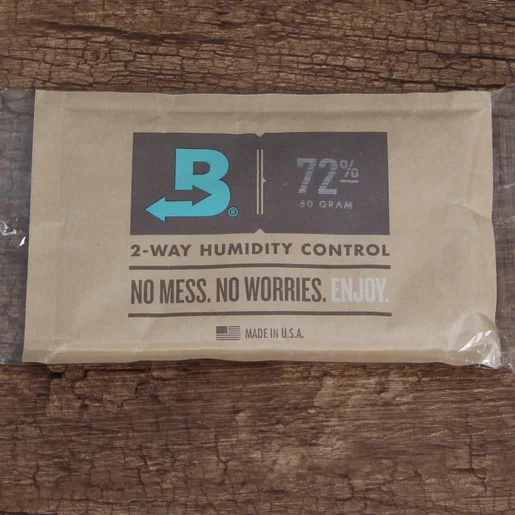 B®
72%
60 GRAM
2-WAY HUMIDITY CONTROL
NO MESS. NO WORRIES. ENJOY.
MADE IN U.S.A.